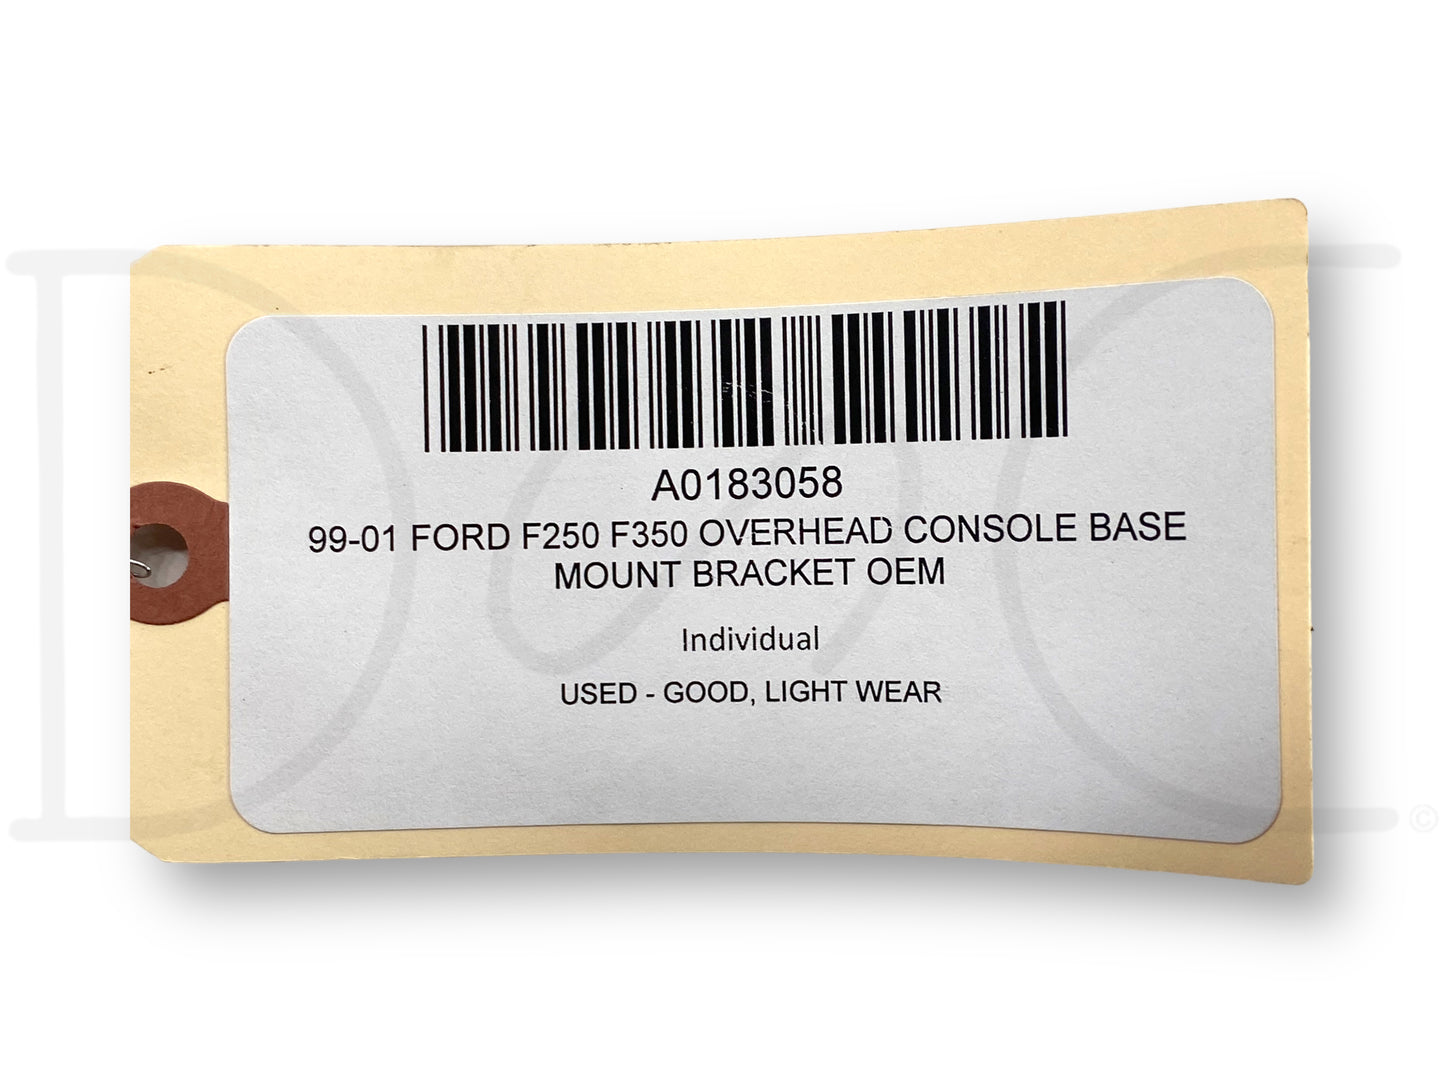 A0183058
99-01 FORD F250 F350 OVERHEAD CONSOLE BASE
MOUNT BRACKET OEM
Individual
USED - GOOD, LIGHT WEAR
©